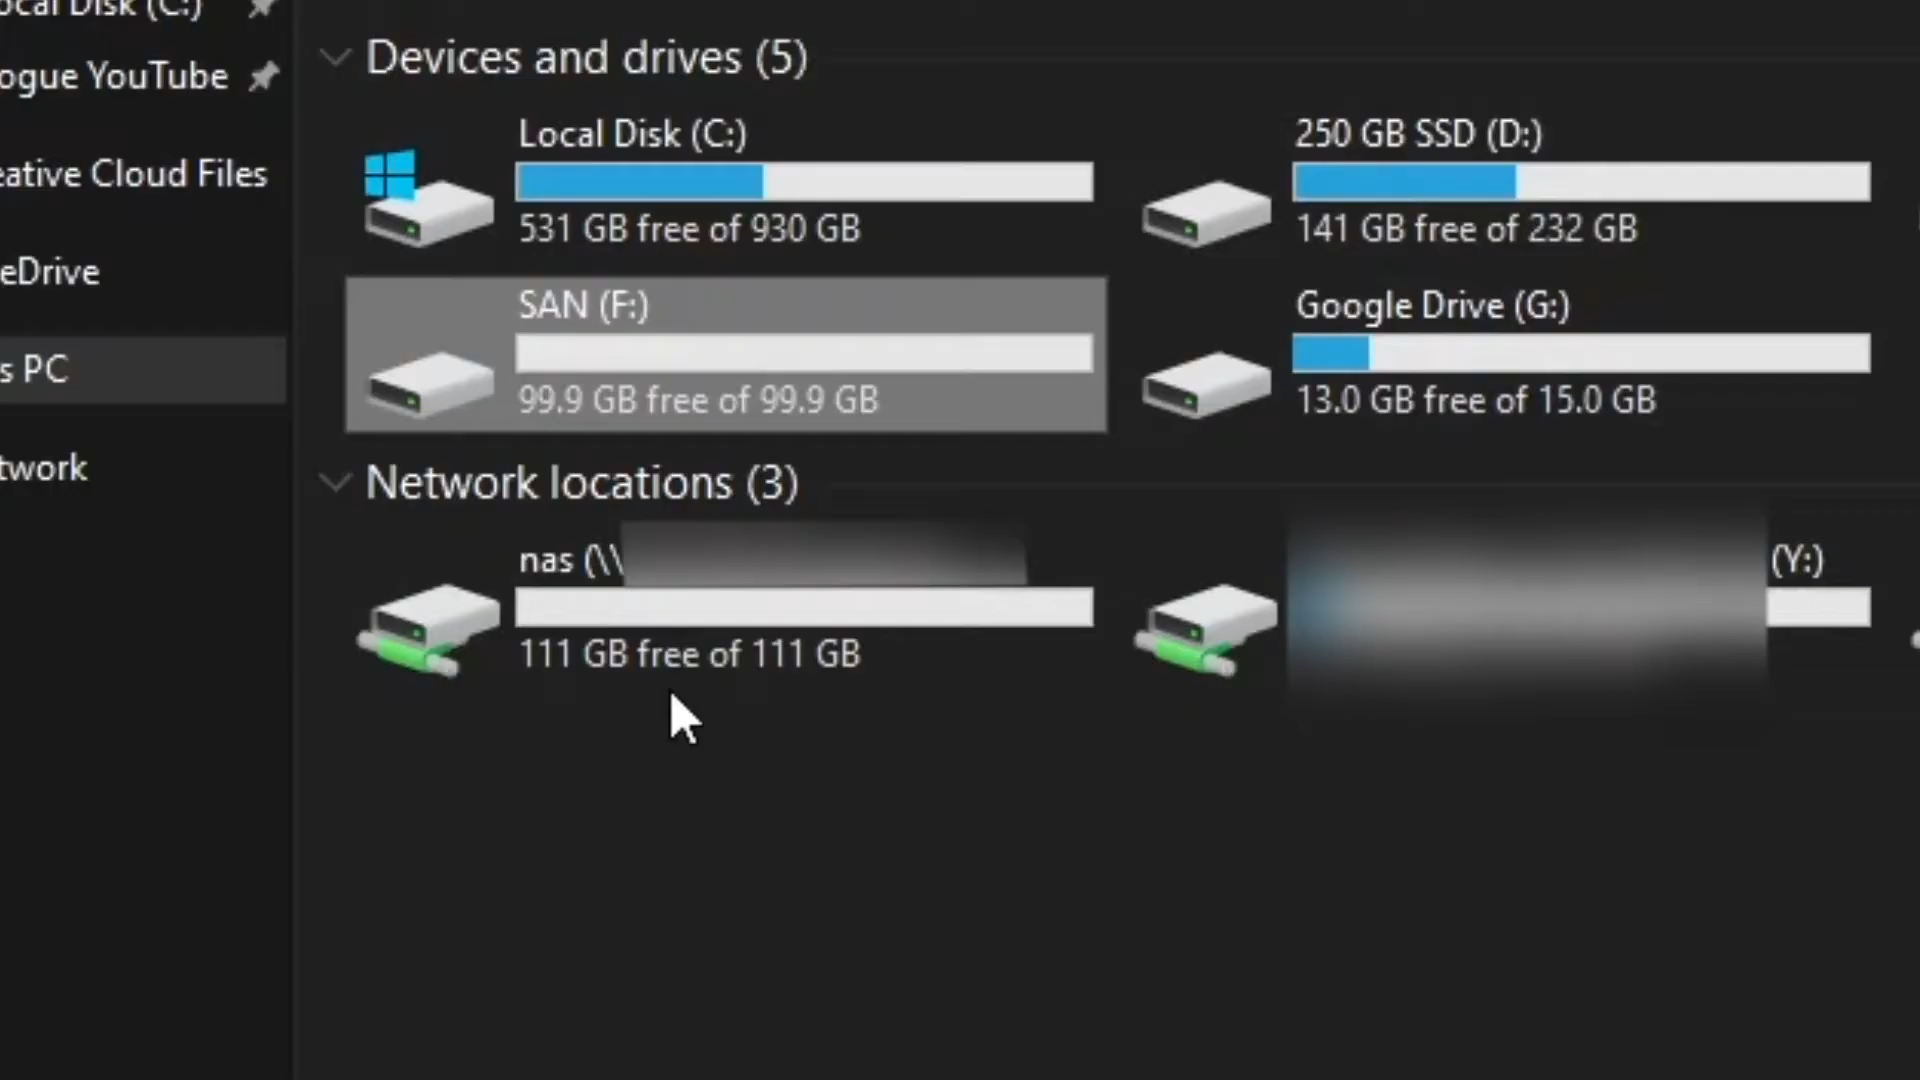 ocal Disk (C:)
ogue YouTube
eative Cloud Files
eDrive
s PC
twork
Devices and drives (5)
Local Disk (C:)
531 GB free of 930 GB
250 GB SSD (D:)
141 GB free of 232 GB
SAN (F:)
99.9 GB free of 99.9 GB
Google Drive (G:)
13.0 GB free of 15.0 GB
Network locations (3)
nas (\\
111 GB free of 111 GB
(Y:)